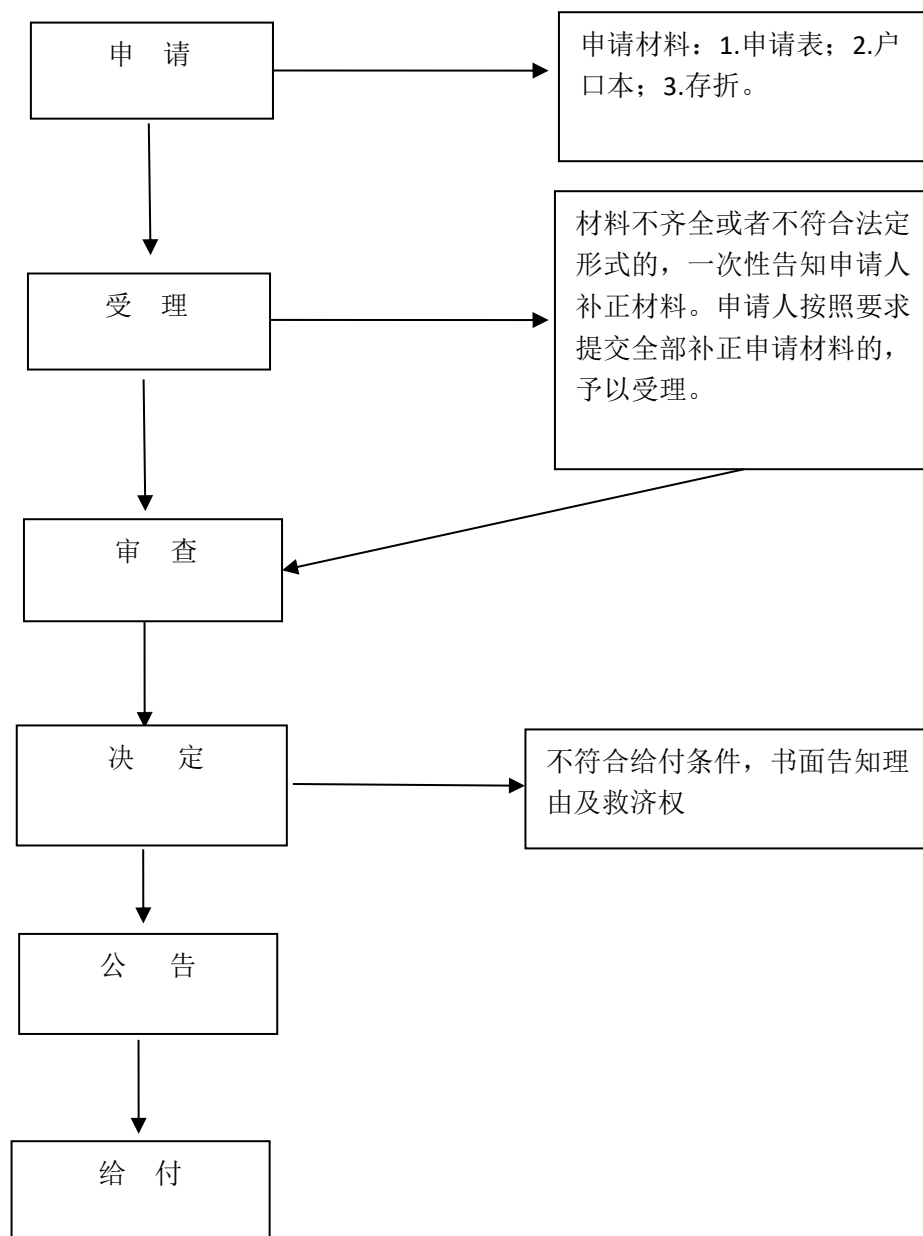 申 请
申请材料：1.申请表；2.户
口本；3.存折。
材料不齐全或者不符合法定
形式的，一次性告知申请人
补正材料。申请人按照要求
提交全部补正申请材料的，
予以受理。
受 理
审 查
决 定
不符合给付条件，书面告知理
由及救济权
公 告
给 付